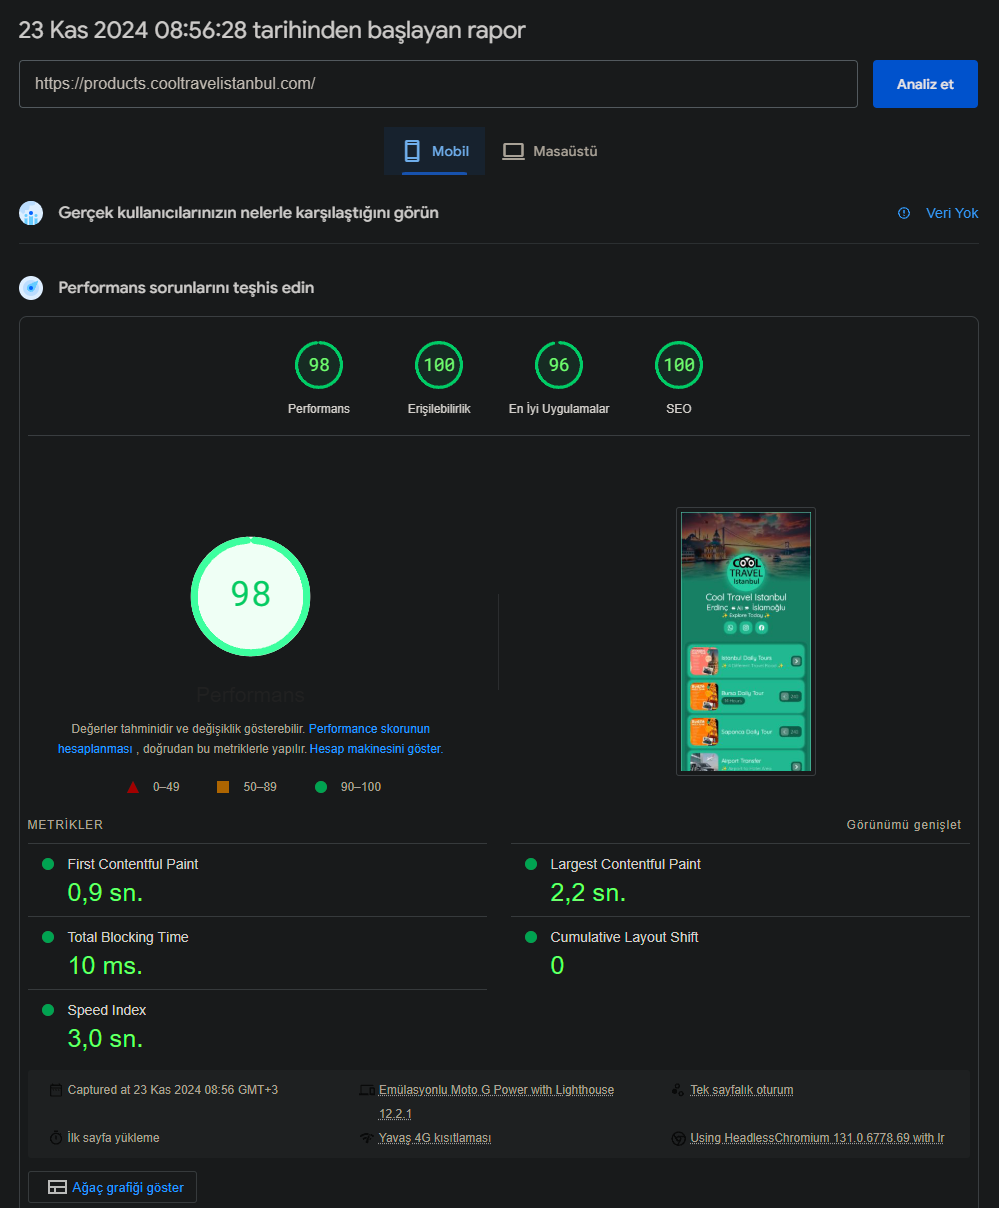 23 Kas 2024 08:56:28 tarihinden başlayan rapor
https://products.cooltravelistanbul.com/
Analiz et
Mobil
Masaüstü
Gerçek kullanıcılarınızın nelerle karşılaştığını görün
Veri Yok
Performans sorunlarını teşhis edin
98
100
96
100
Performans
Erişilebilirlik
En İyi Uygulamalar
SEO
98
Performans
Değerler tahminidir ve değişiklik gösterebilir. Performance skorunun
hesaplanması , doğrudan bu metriklerle yapılır. Hesap makinesini göster.
0–49
50–89
90–100
COOL
TRAVEL
Istanbul
Cool Travel Istanbul
Erdinç Ali İslamoğlu
Explore Today
Istanbul Daily Tours
Bursa Daily Tour
Sapanca Daily Tour
Airport Transfer
METRİKLER
Görünümü genişlet
First Contentful Paint
0,9 sn.
Largest Contentful Paint
2,2 sn.
Total Blocking Time
10 ms.
Cumulative Layout Shift
0
Speed Index
3,0 sn.
Captured at 23 Kas 2024 08:56 GMT+3
Emülasyonlu Moto G Power with Lighthouse
12.2.1
Tek sayfalık oturum
İlk sayfa yükleme
Yavaş 4G kısıtlaması
Using HeadlessChromium 131.0.6778.69 with lr
Ağaç grafiği göster